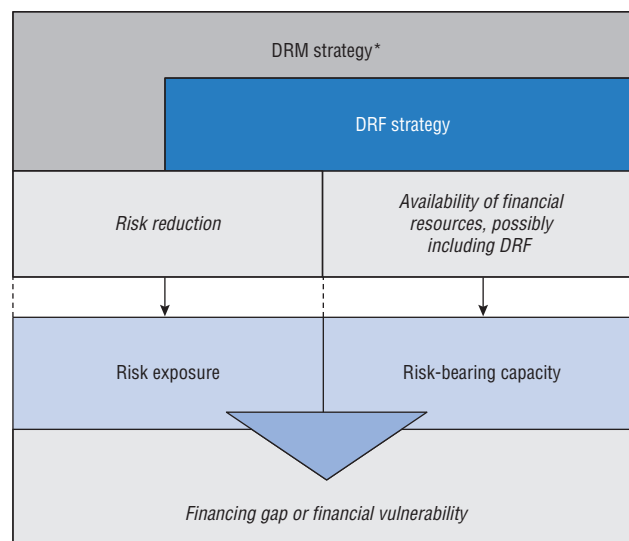 DRM strategy*
DRF strategy
Risk reduction
Availability of financial
resources, possibly
including DRF
Risk exposure
Risk-bearing capacity
Financing gap or financial vulnerability